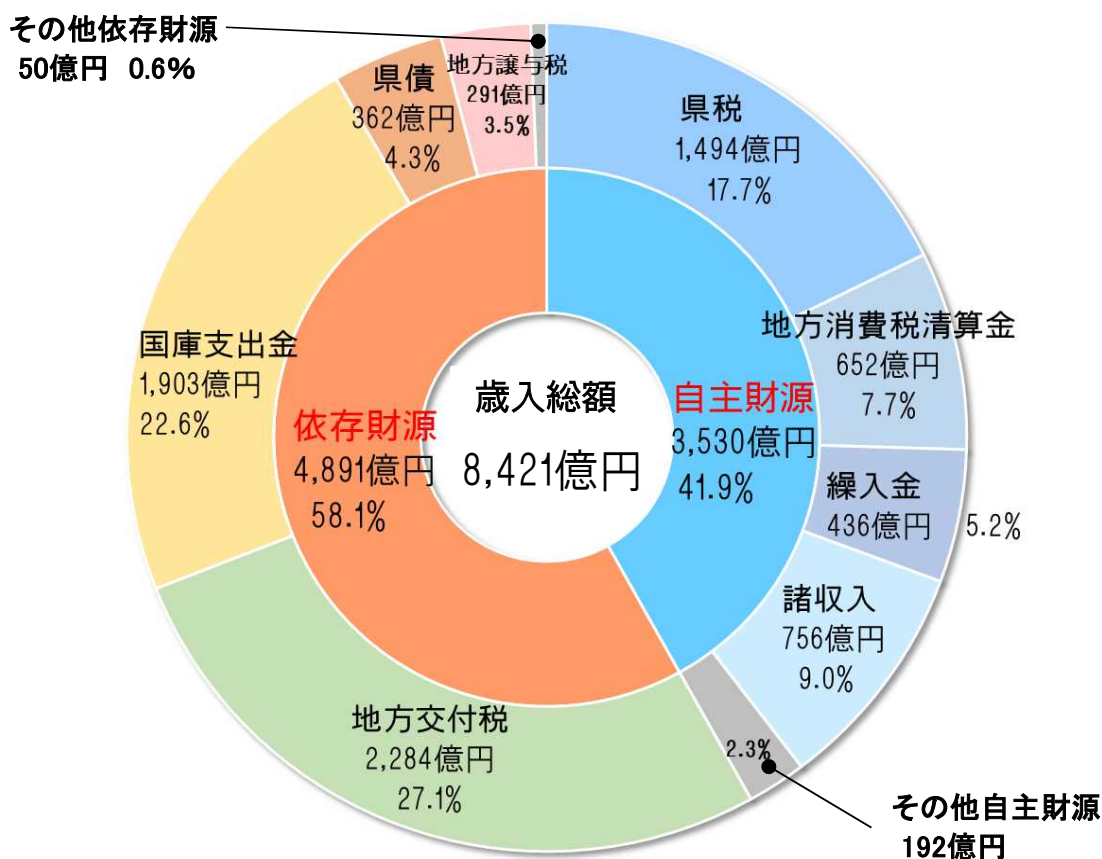 その他依存財源
50億円 0.6%
県債
362億円
4.3%
地方譲与税
291億円
3.5%
県税
1,494億円
17.7%
地方消費税清算金
652億円
7.7%
国庫支出金
1,903億円
22.6%
依存財源
4,891億円
58.1%
歳入総額
8,421億円
自主財源
3,530億円
41.9%
繰入金
436億円 5.2%
諸収入
756億円
9.0%
地方交付税
2,284億円
27.1%
2.3%
その他自主財源
192億円